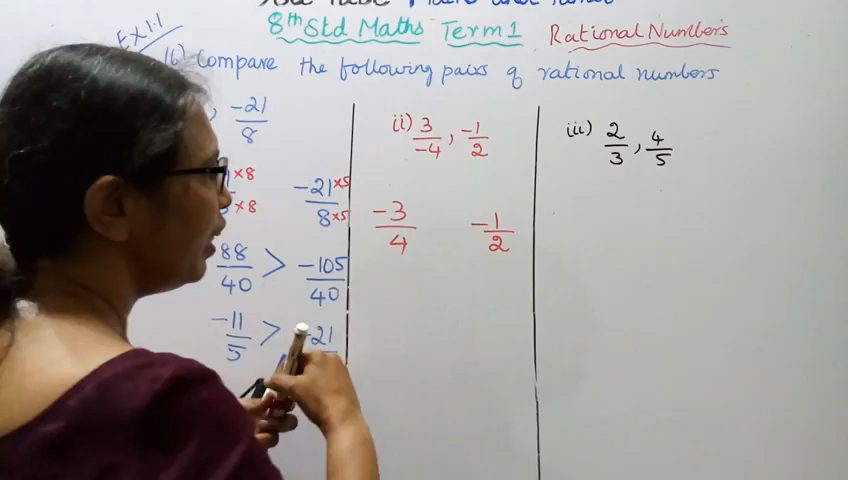 8th Std Maths Term 1 Rational Numbers
Ex 1.1
16) Compare the following pairs of rational numbers
, -21/8
×8 -21×5
×8 8×5
88/40 > -105/40
-11/5 > -21
ii) 3/-4, -1/2
-3/4 -1/2
iii) 2/3, 4/5